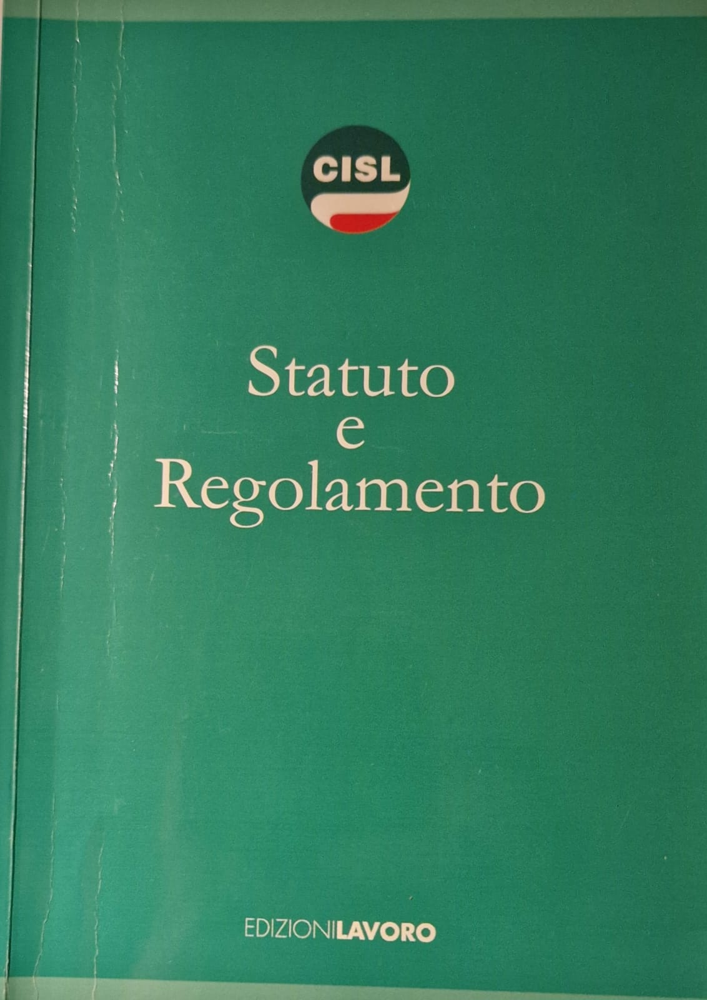 CISL
Statuto
e
Regolamento
EDIZIONILAVORO